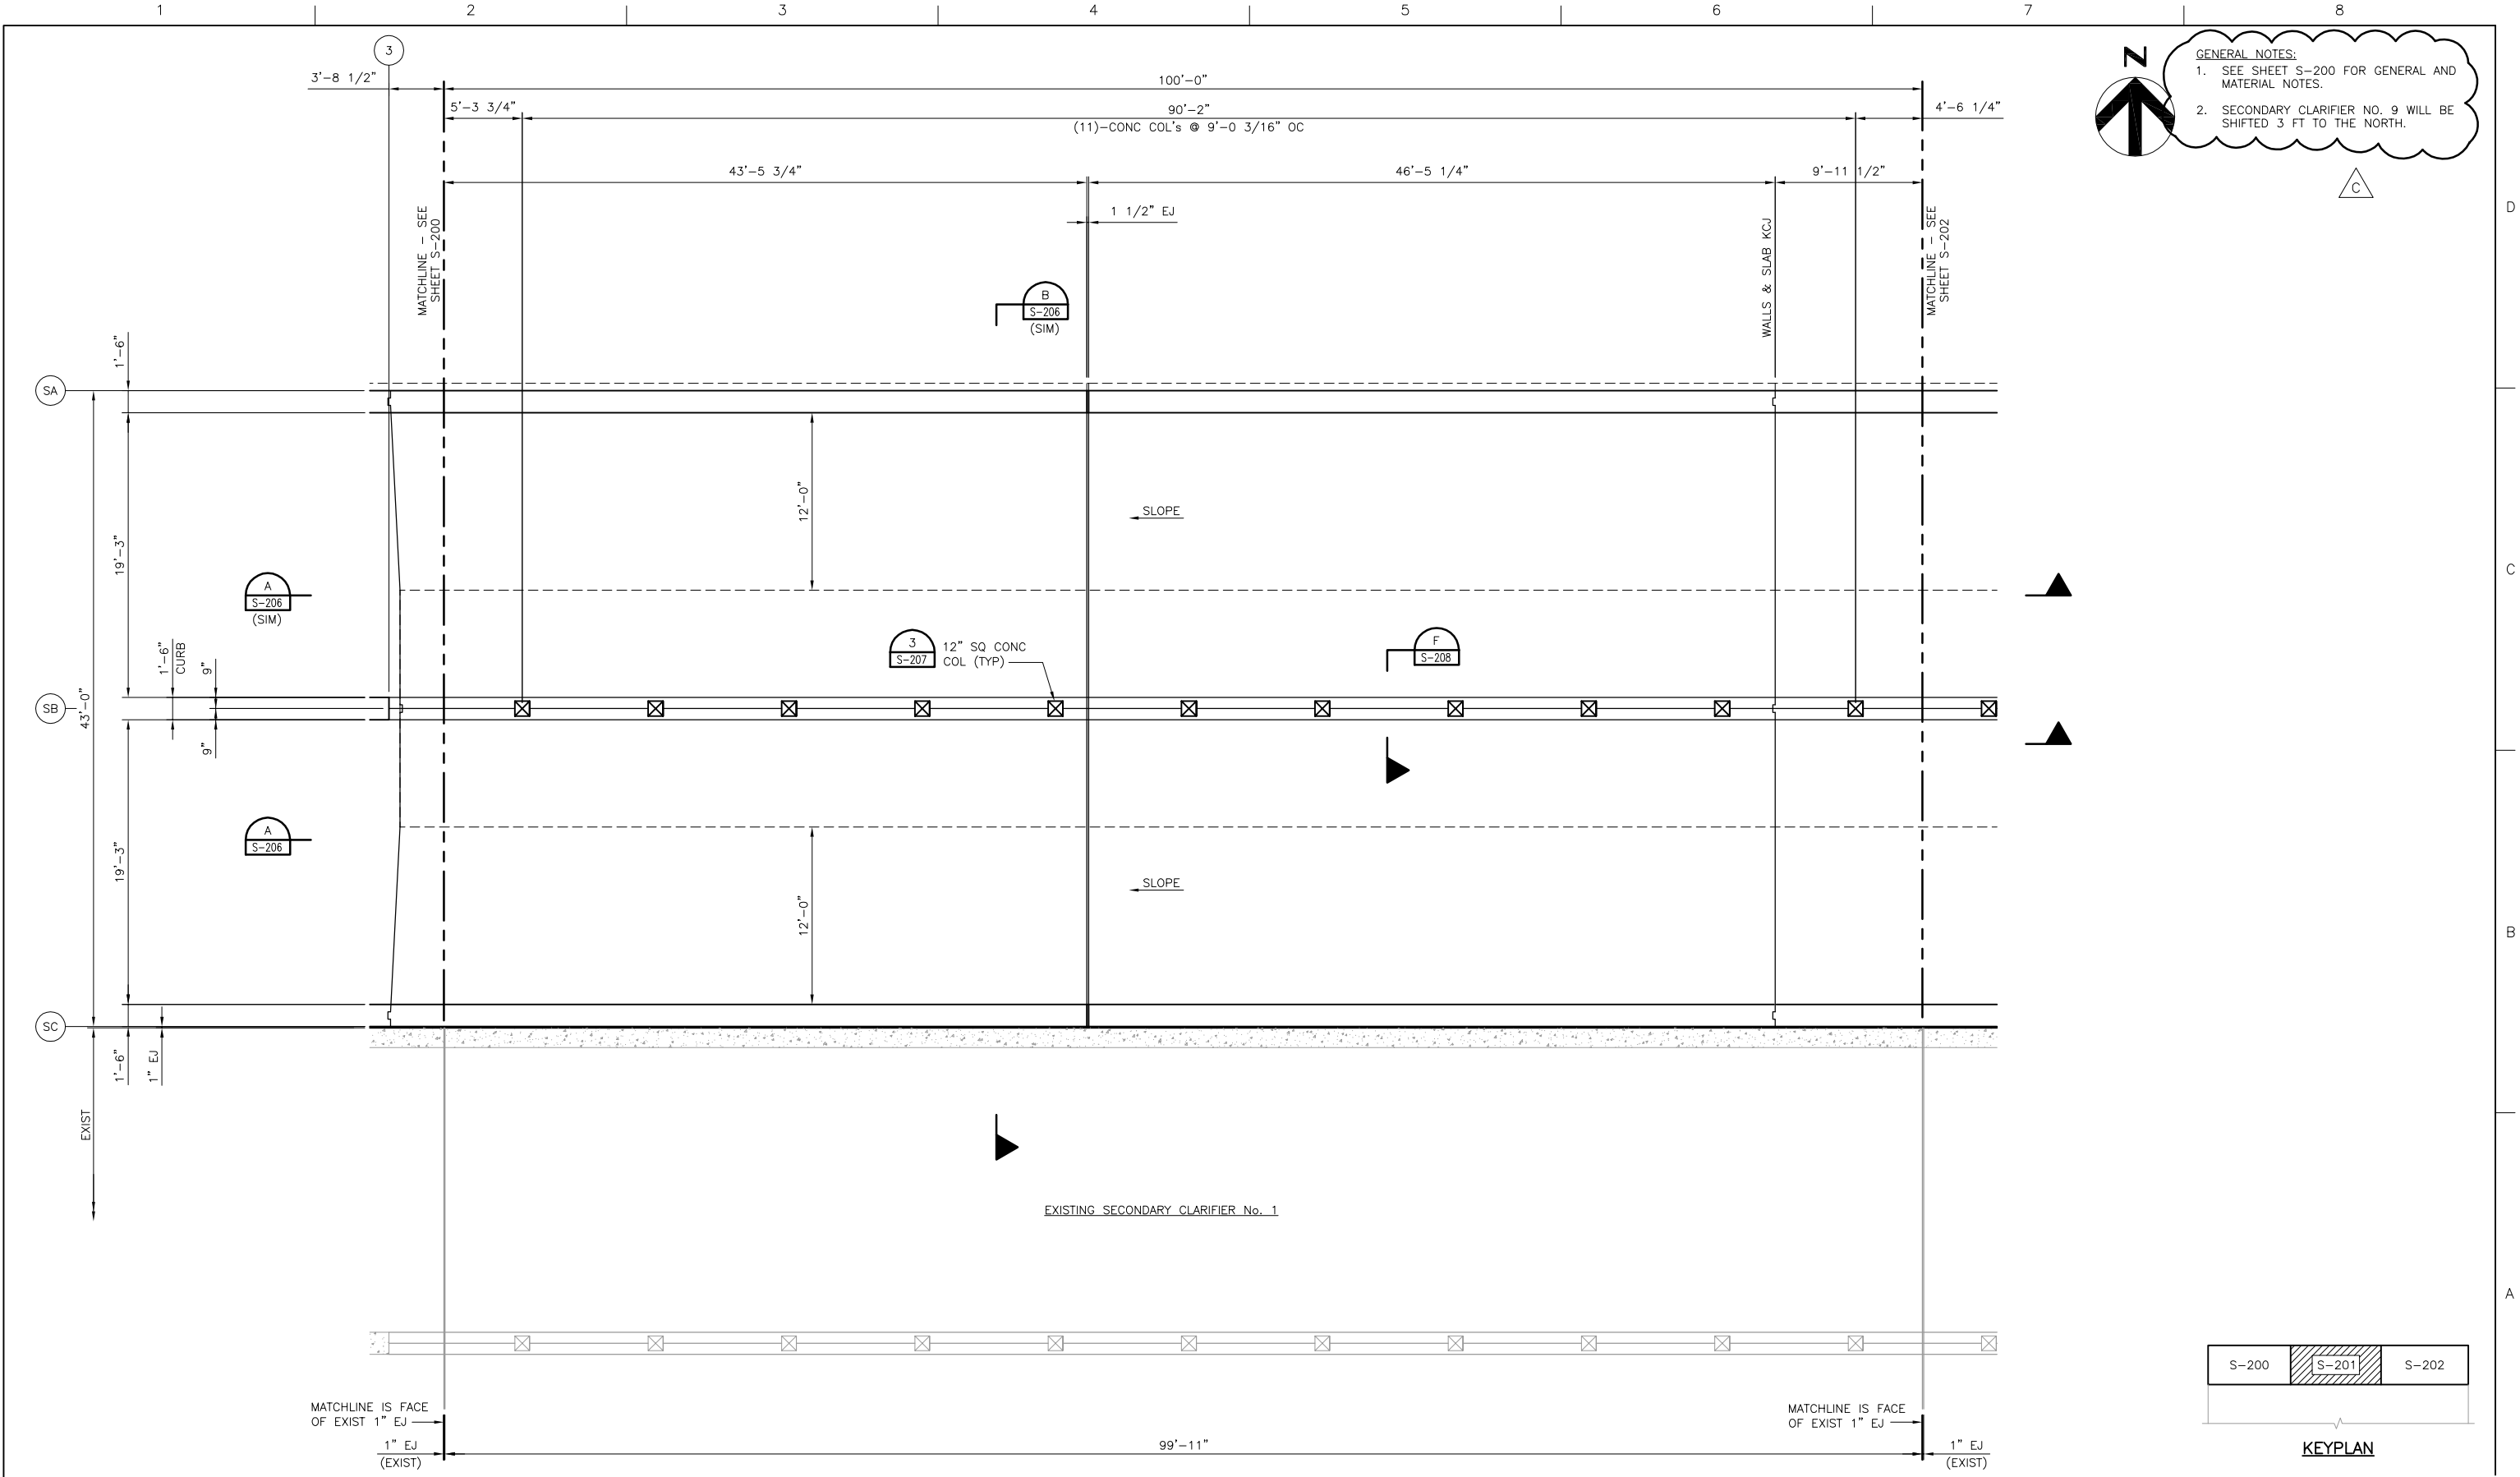 1 2 3 4 5 6 7 8
3
3'-8 1/2"
100'-0"
5'-3 3/4"
90'-2"
4'-6 1/4"
(11)-CONC COL's @ 9'-0 3/16" OC
43'-5 3/4"
46'-5 1/4"
9'-11 1/2"
1 1/2" EJ
MATCHLINE - SEE
SHEET S-200
WALLS & SLAB KCJ
MATCHLINE - SEE
SHEET S-202
N
GENERAL NOTES:
1. SEE SHEET S-200 FOR GENERAL AND
MATERIAL NOTES.
2. SECONDARY CLARIFIER NO. 9 WILL BE
SHIFTED 3 FT TO THE NORTH.
C
D
B
S-206
(SIM)
1'-6"
SA
12'-0"
SLOPE
19'-3"
A
S-206
(SIM)
C
1'-6"
CURB
9"
3
S-207
12" SQ CONC
COL (TYP)
F
S-208
SB
43'-0"
9"
A
S-206
19'-3"
12'-0"
SLOPE
B
SC
1'-6"
1" EJ
EXIST
EXISTING SECONDARY CLARIFIER No. 1
A
S-200
S-201
S-202
KEYPLAN
MATCHLINE IS FACE
OF EXIST 1" EJ
MATCHLINE IS FACE
OF EXIST 1" EJ
1" EJ
(EXIST)
99'-11"
1" EJ
(EXIST)